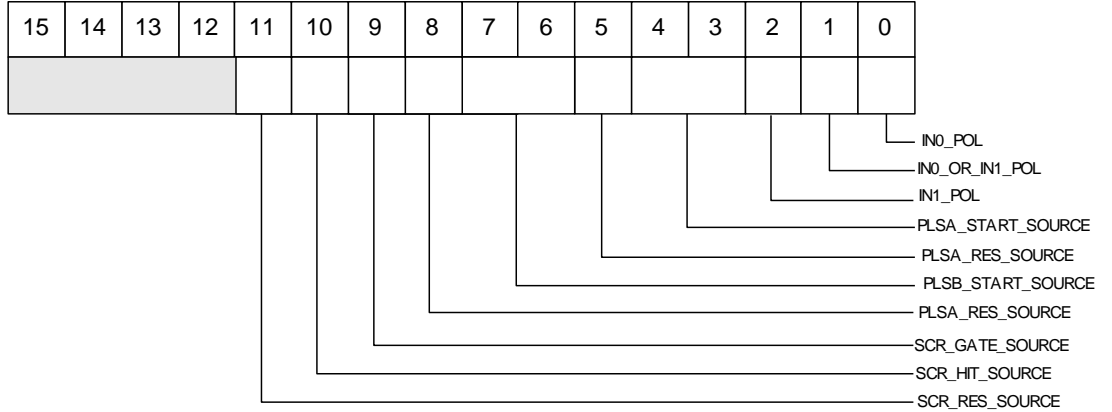 15 14 13 12 11 10 9 8 7 6 5 4 3 2 1 0
IN0_POL
IN0_OR_IN1_POL
IN1_POL
PLSA_START_SOURCE
PLSA_RES_SOURCE
PLSB_START_SOURCE
PLSA_RES_SOURCE
SCR_GATE_SOURCE
SCR_HIT_SOURCE
SCR_RES_SOURCE